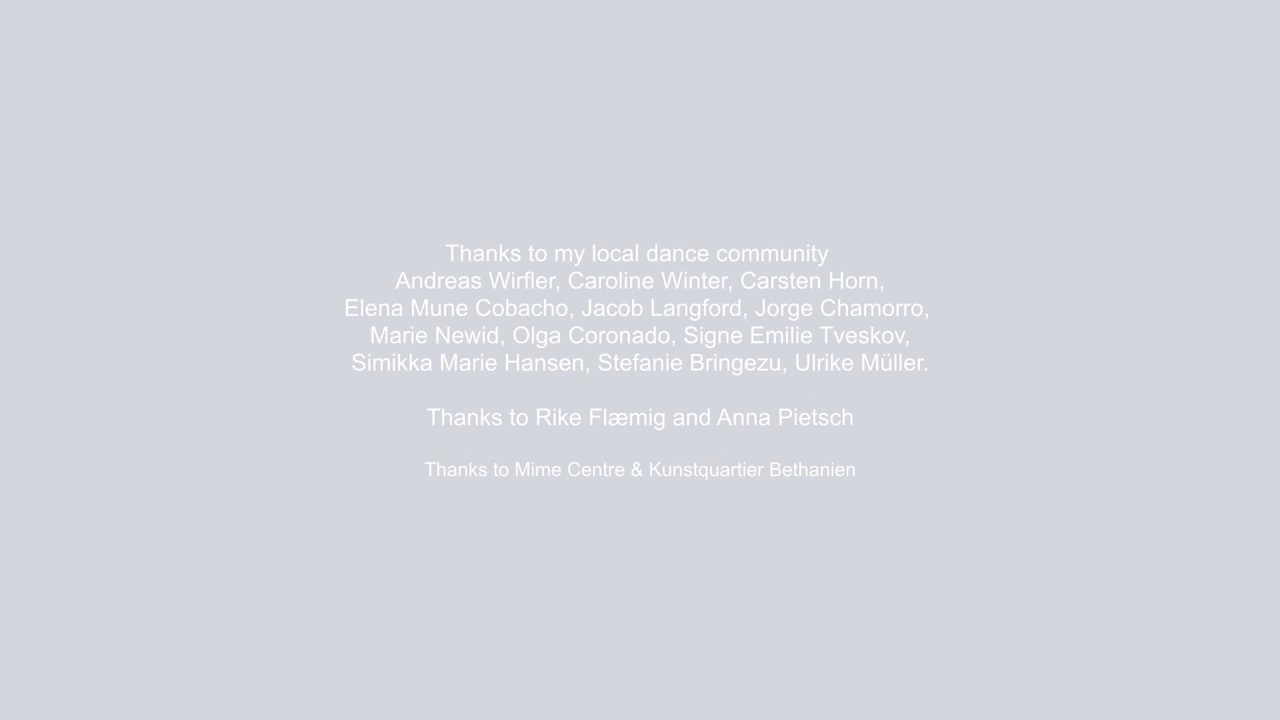 Thanks to my local dance community
Andreas Wirfler, Caroline Winter, Carsten Horn,
Elena Mune Cobacho, Jacob Langford, Jorge Chamorro,
Marie Newid, Olga Coronado, Signe Emilie Tveskov,
Simikka Marie Hansen, Stefanie Bringezu, Ulrike Müller.
Thanks to Rike Flæmig and Anna Pietsch
Thanks to Mime Centre & Kunstquartier Bethanien